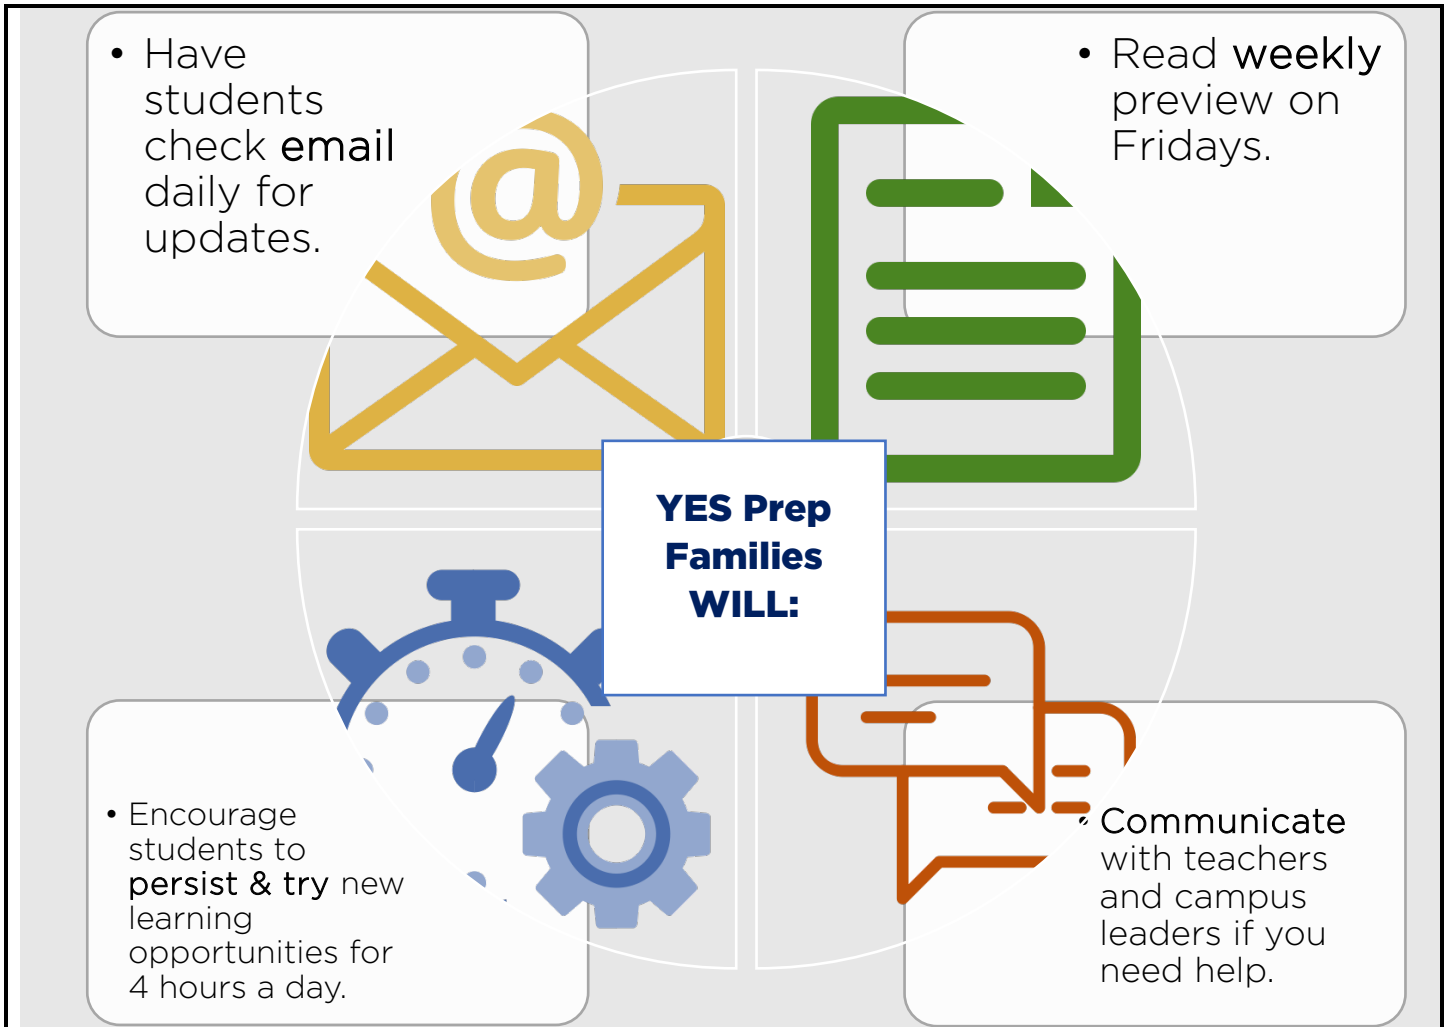 • Have
students
check email
daily for
updates.
@
• Read weekly
preview on
Fridays.
YES Prep
Families
WILL:
• Encourage
students to
persist & try new
learning
opportunities for
4 hours a day.
• Communicate
with teachers
and campus
leaders if you
need help.